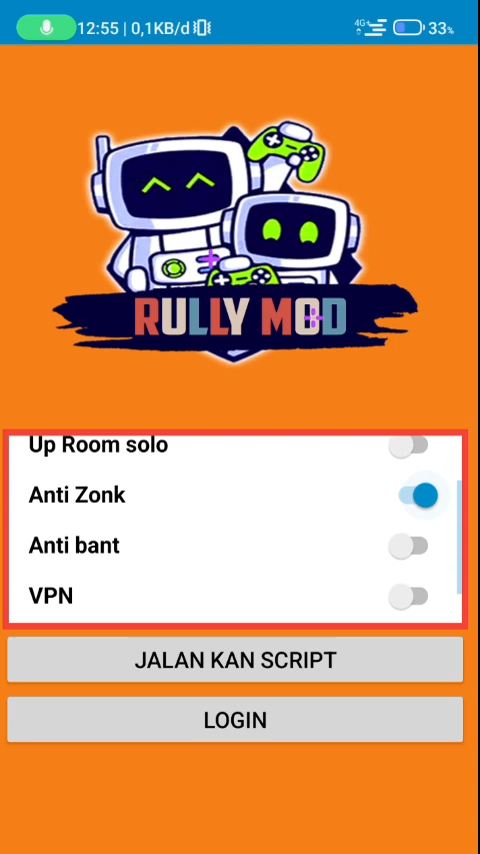 12:55 | 0,1KB/d
4G+
33%
RULLY MOD
Up Room solo
Anti Zonk
Anti bant
VPN
JALAN KAN SCRIPT
LOGIN